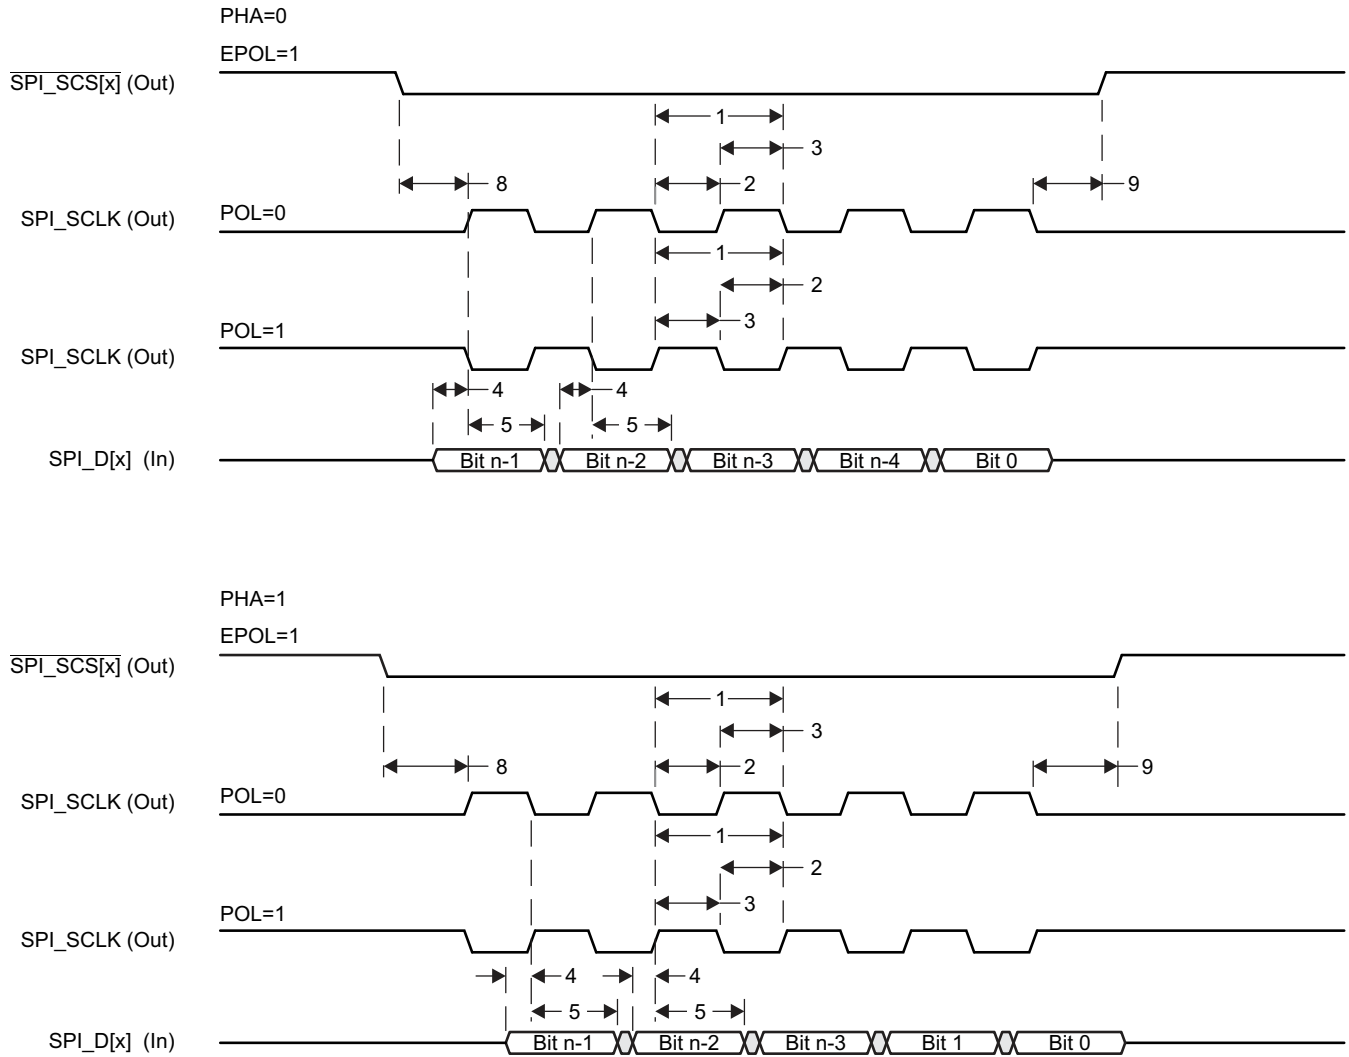 PHA=0
EPOL=1
SPI_SCS[x] (Out)
1
3
8
2
9
SPI_SCLK (Out)
POL=0
1
2
3
POL=1
SPI_SCLK (Out)
4
4
5
5
SPI_D[x] (In)
Bit n-1
Bit n-2
Bit n-3
Bit n-4
Bit 0
PHA=1
EPOL=1
SPI_SCS[x] (Out)
1
3
8
2
9
SPI_SCLK (Out)
POL=0
1
2
3
POL=1
SPI_SCLK (Out)
4
4
5
5
SPI_D[x] (In)
Bit n-1
Bit n-2
Bit n-3
Bit 1
Bit 0